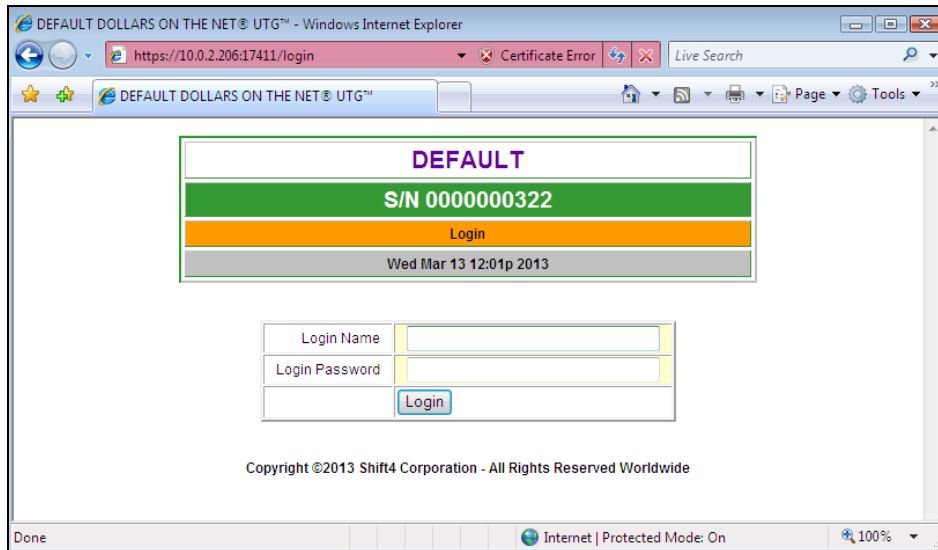 DEFAULT DOLLARS ON THE NET® UTG™ - Windows Internet Explorer
https://10.0.2.206:17411/login Certificate Error Live Search
DEFAULT DOLLARS ON THE NET® UTG™ Page Tools
DEFAULT
S/N 0000000322
Login
Wed Mar 13 12:01p 2013
Login Name
Login Password
Login
Copyright ©2013 Shift4 Corporation - All Rights Reserved Worldwide
Done Internet | Protected Mode: On 100%